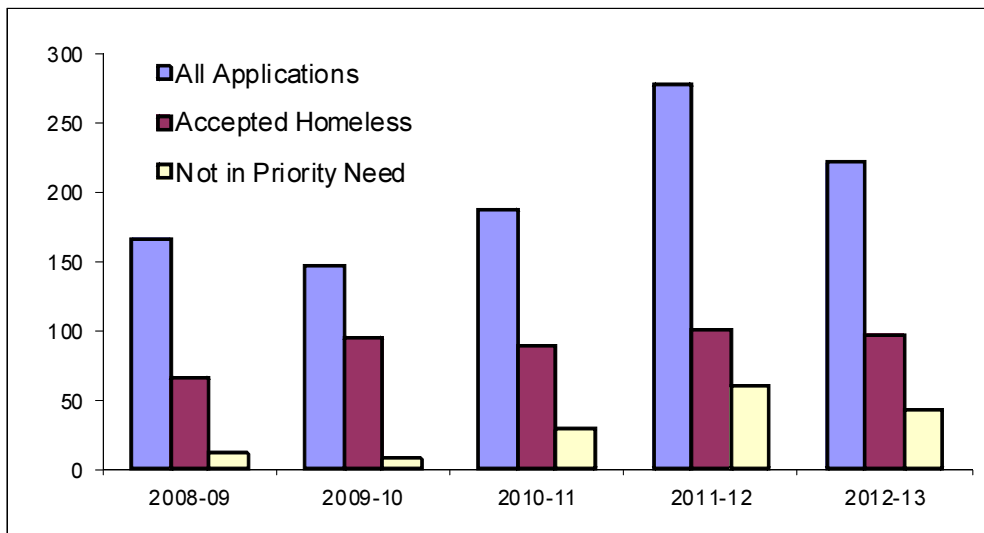 300
250
200
150
100
50
0
All Applications
Accepted Homeless
Not in Priority Need
2008-09 2009-10 2010-11 2011-12 2012-13